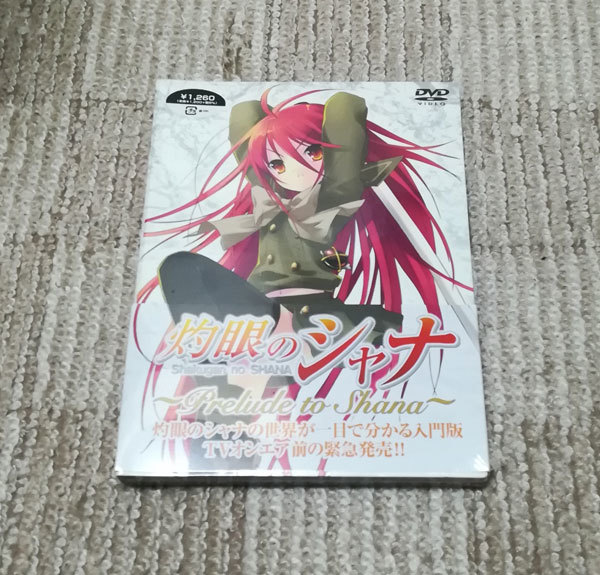 ¥1,260
DVD
VIDEO
灼眼のシャナ
Shakugan no SHANA
～Prelude to Shana～
灼眼のシャナの世界が一目で分かる入門版
TVオンエア前の緊急発売!!